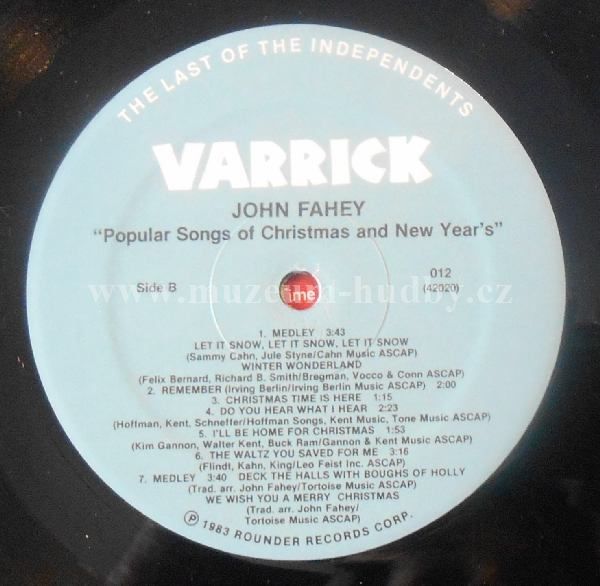 THE LAST OF THE INDEPENDENTS
VARRICK
JOHN FAHEY
"Popular Songs of Christmas and New Year's"
Side B
012
(42020)
www.muzeum-hudby.cz
me
1. MEDLEY 3:43
LET IT SNOW, LET IT SNOW, LET IT SNOW
(Sammy Cahn, Jule Styne/Cahn Music ASCAP)
WINTER WONDERLAND
(Felix Bernard, Richard B. Smith/Bregman, Vocco & Conn ASCAP)
2. REMEMBER (Irving Berlin/Irving Berlin Music ASCAP) 2:00
3. CHRISTMAS TIME IS HERE 1:15
4. DO YOU HEAR WHAT I HEAR 2:23
(Hoffman, Kent, Schneffer/Hoffman Songs, Kent Music, Tone Music ASCAP)
5. I'LL BE HOME FOR CHRISTMAS 1:53
(Kim Gannon, Walter Kent, Buck Ram/Gannon & Kent Music ASCAP)
6. THE WALTZ YOU SAVED FOR ME 3:16
(Flindt, Kahn, King/Leo Feist Inc. ASCAP)
7. MEDLEY 3:40 DECK THE HALLS WITH BOUGHS OF HOLLY
(Trad. arr. John Fahey/Tortoise Music ASCAP)
WE WISH YOU A MERRY CHRISTMAS
(Trad. arr. John Fahey/
Tortoise Music ASCAP)
℗ 1983 ROUNDER RECORDS CORP.